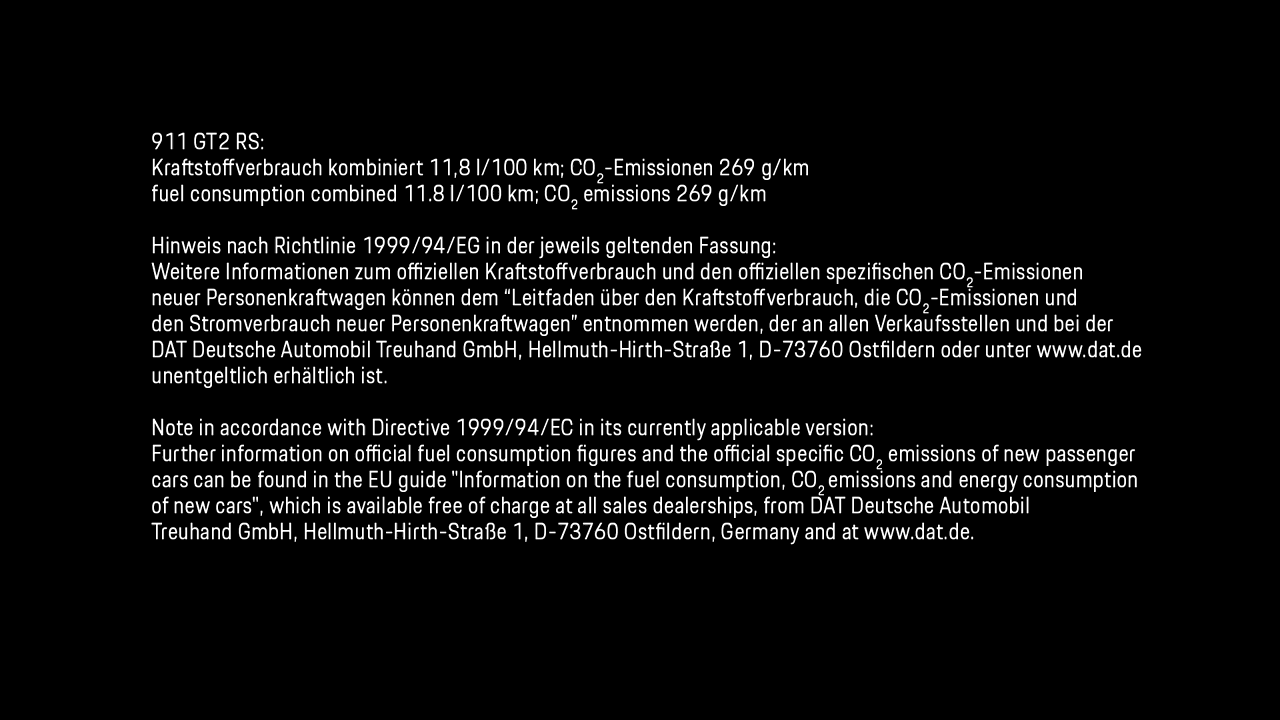 911 GT2 RS:
Kraftstoffverbrauch kombiniert 11,8 l/100 km; CO₂-Emissionen 269 g/km
fuel consumption combined 11.8 l/100 km; CO₂ emissions 269 g/km
Hinweis nach Richtlinie 1999/94/EG in der jeweils geltenden Fassung:
Weitere Informationen zum offiziellen Kraftstoffverbrauch und den offiziellen spezifischen CO₂-Emissionen
neuer Personenkraftwagen können dem “Leitfaden über den Kraftstoffverbrauch, die CO₂-Emissionen und
den Stromverbrauch neuer Personenkraftwagen” entnommen werden, der an allen Verkaufsstellen und bei der
DAT Deutsche Automobil Treuhand GmbH, Hellmuth-Hirth-Straße 1, D-73760 Ostfildern oder unter www.dat.de
unentgeltlich erhältlich ist.
Note in accordance with Directive 1999/94/EC in its currently applicable version:
Further information on official fuel consumption figures and the official specific CO₂ emissions of new passenger
cars can be found in the EU guide "Information on the fuel consumption, CO₂ emissions and energy consumption
of new cars", which is available free of charge at all sales dealerships, from DAT Deutsche Automobil
Treuhand GmbH, Hellmuth-Hirth-Straße 1, D-73760 Ostfildern, Germany and at www.dat.de.